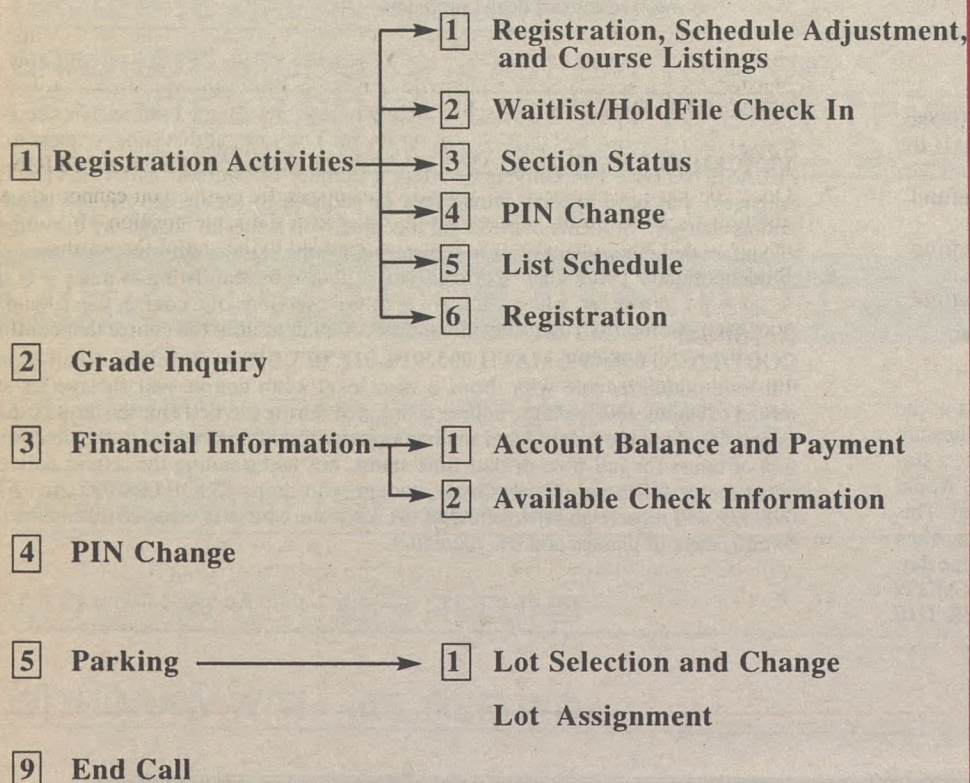 1 Registration, Schedule Adjustment,
and Course Listings
2 Waitlist/HoldFile Check In
1 Registration Activities
3 Section Status
4 PIN Change
5 List Schedule
6 Registration
2 Grade Inquiry
3 Financial Information
1 Account Balance and Payment
2 Available Check Information
4 PIN Change
5 Parking
1 Lot Selection and Change
Lot Assignment
9 End Call